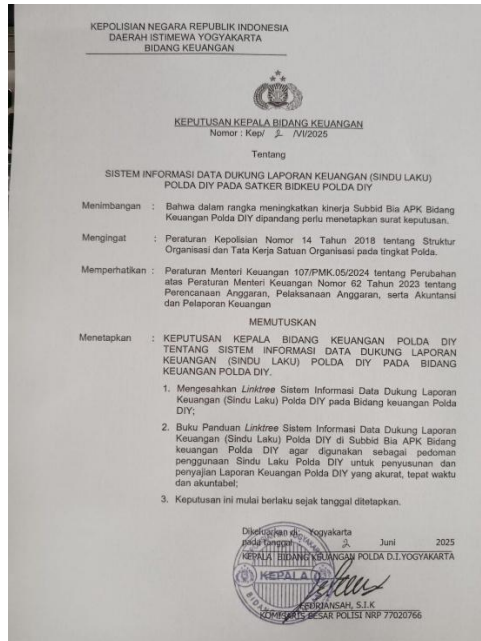 KEPOLISIAN NEGARA REPUBLIK INDONESIA
DAERAH ISTIMEWA YOGYAKARTA
BIDANG KEUANGAN
KEPUTUSAN KEPALA BIDANG KEUANGAN
Nomor : Kep/ 2 /VI/2025
Tentang
SISTEM INFORMASI DATA DUKUNG LAPORAN KEUANGAN (SINDU LAKU)
POLDA DIY PADA SATKER BIDKEU POLDA DIY
Menimbangan : Bahwa dalam rangka meningkatkan kinerja Subbid Bia APK Bidang
Keuangan Polda DIY dipandang perlu menetapkan surat keputusan.
Mengingat : Peraturan Kepolisian Nomor 14 Tahun 2018 tentang Struktur
Organisasi dan Tata Kerja Satuan Organisasi pada tingkat Polda.
Memperhatikan : Peraturan Menteri Keuangan 107/PMK.05/2024 tentang Perubahan
atas Peraturan Menteri Keuangan Nomor 62 Tahun 2023 tentang
Perencanaan Anggaran, Pelaksanaan Anggaran, serta Akuntansi
dan Pelaporan Keuangan
MEMUTUSKAN
Menetapkan : KEPUTUSAN KEPALA BIDANG KEUANGAN POLDA DIY
TENTANG SISTEM INFORMASI DATA DUKUNG LAPORAN
KEUANGAN (SINDU LAKU) POLDA DIY PADA BIDANG
KEUANGAN POLDA DIY.
1. Mengesahkan Linktree Sistem Informasi Data Dukung Laporan
Keuangan (Sindu Laku) Polda DIY pada Bidang keuangan Polda
DIY;
2. Buku Panduan Linktree Sistem Informasi Data Dukung Laporan
Keuangan (Sindu Laku) Polda DIY di Subbid Bia APK Bidang
keuangan Polda DIY agar digunakan sebagai pedoman
penggunaan Sindu Laku Polda DIY untuk penyusunan dan
penyajian Laporan Keuangan Polda DIY yang akurat, tepat waktu
dan akuntabel;
3. Keputusan ini mulai berlaku sejak tanggal ditetapkan.
Dikeluarkan di: Yogyakarta
pada tanggal 2 Juni 2025
KEPALA BIDANG KEUANGAN POLDA D.I.YOGYAKARTA
KEPALA
, S.I.K
KOMISARIS BESAR POLISI NRP 77020766